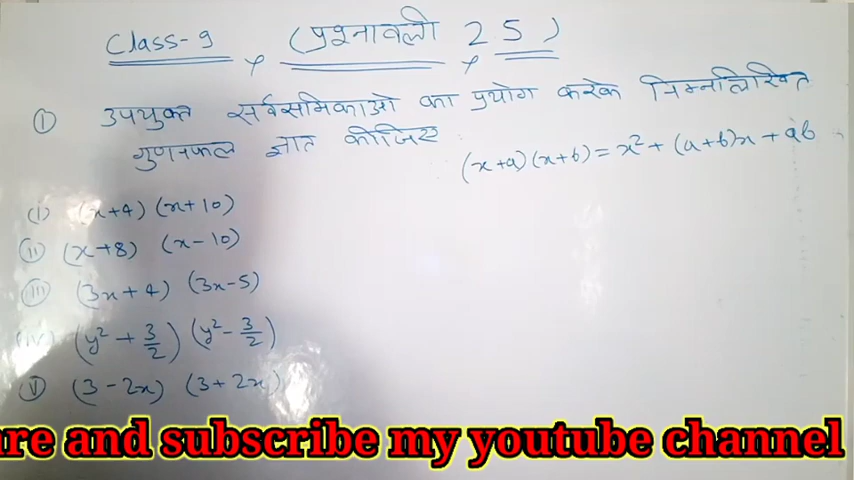 Class-9, (प्रश्नावली, 2.5)
① उपयुक्त सर्वसमिकाओ का प्रयोग करके निम्नलिखित
गुणनफल ज्ञात कीजिए
(x+a)(x+b) = x² + (a+b)x + ab
(i) (x+4) (x+10)
(ii) (x+8) (x-10)
(iii) (3x+4) (3x-5)
(iv) (y² + 3/2) (y² - 3/2)
(v) (3-2x) (3+2x)
are and subscribe my youtube channel